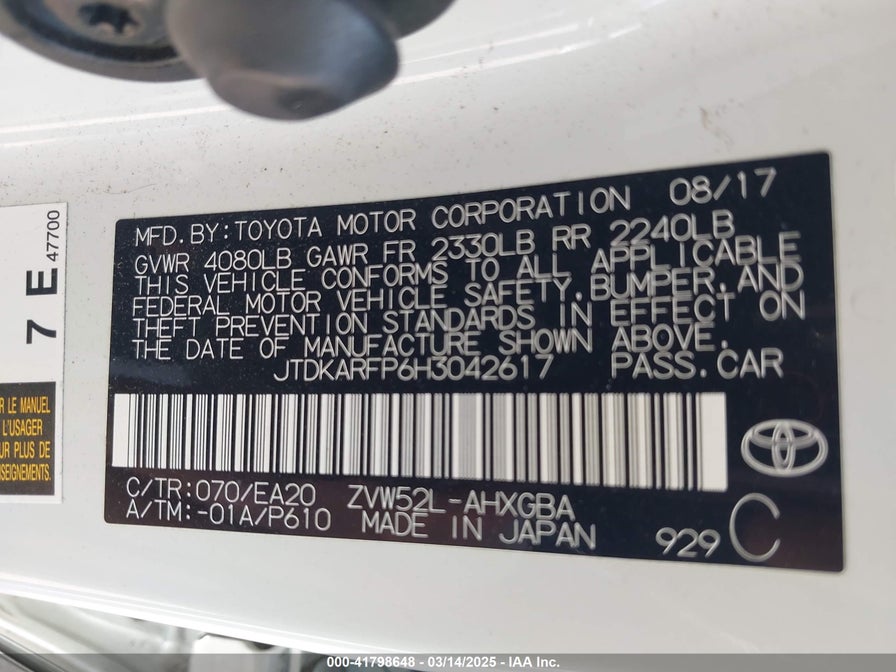 MFD. BY: TOYOTA MOTOR CORPORATION 08/17
GVWR 4080LB GAWR FR 2330LB RR 2240LB
THIS VEHICLE CONFORMS TO ALL APPLICABLE
FEDERAL MOTOR VEHICLE SAFETY, BUMPER, AND
THEFT PREVENTION STANDARDS IN EFFECT ON
THE DATE OF MANUFACTURE SHOWN ABOVE.
JTDKARFP6H3042617 PASS. CAR
C/TR: 070/EA20 ZVW52L-AHXGBA
A/TM: -01A/P610 MADE IN JAPAN 929 C
7 E 47700
LE MANUEL
L'USAGER
PLUS DE
000-41798648 - 03/14/2025 - IAA Inc.